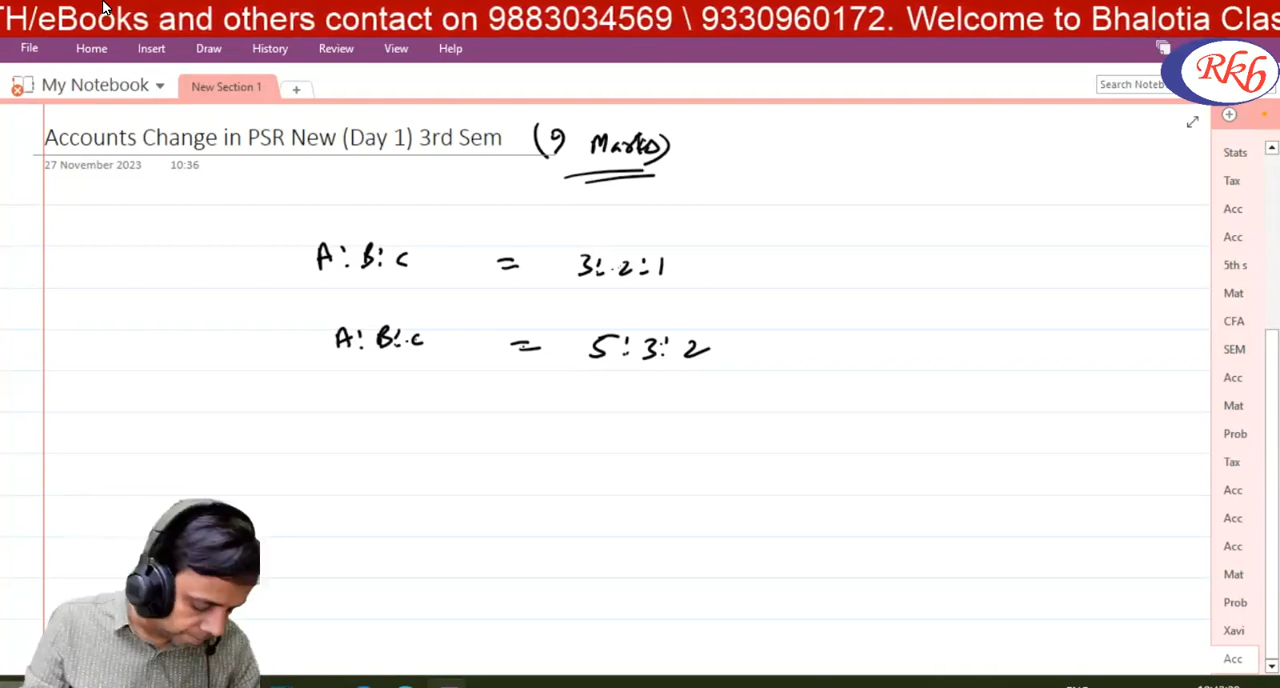 TH/eBooks and others contact on 9883034569 \ 9330960172. Welcome to Bhalotia Clas
File Home Insert Draw History Review View Help
Rkb
My Notebook New Section 1 + Search Noteb
Accounts Change in PSR New (Day 1) 3rd Sem (9 Marks)
27 November 2023 10:36
A : B : C = 3 : 2 : 1
A : B : C = 5 : 3 : 2
Stats
Tax
Acc
Acc
5th s
Mat
CFA
SEM
Acc
Mat
Prob
Tax
Acc
Acc
Acc
Mat
Prob
Xavi
Acc